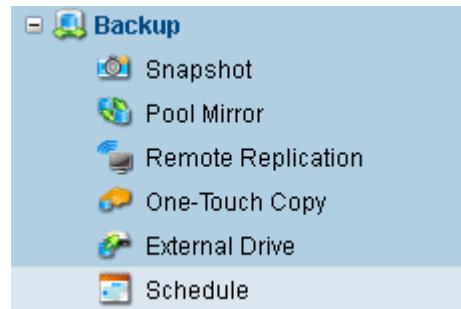 Backup
Snapshot
Pool Mirror
Remote Replication
One-Touch Copy
External Drive
Schedule